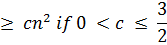 ≥ cn² if 0 < c ≤ 3/2